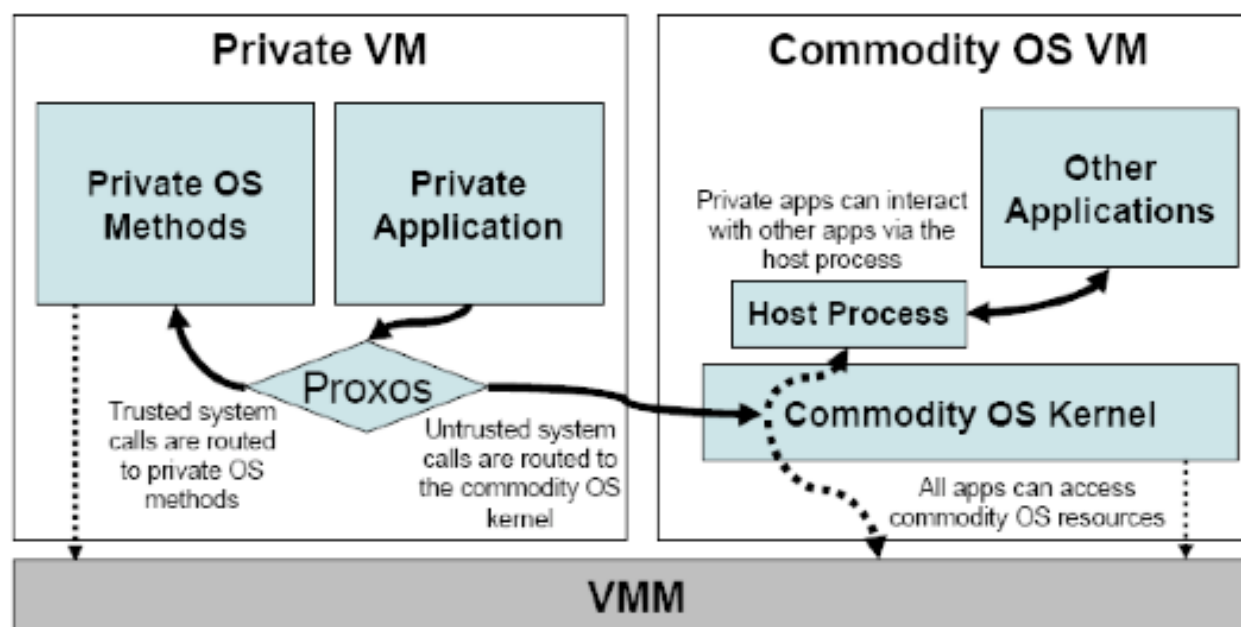 Private VM
Private OS
Methods
Private
Application
Proxos
Trusted system
calls are routed
to private OS
methods
Untrusted system
calls are routed to
the commodity OS
kernel
Commodity OS VM
Other
Applications
Private apps can interact
with other apps via the
host process
Host Process
Commodity OS Kernel
All apps can access
commodity OS resources
VMM